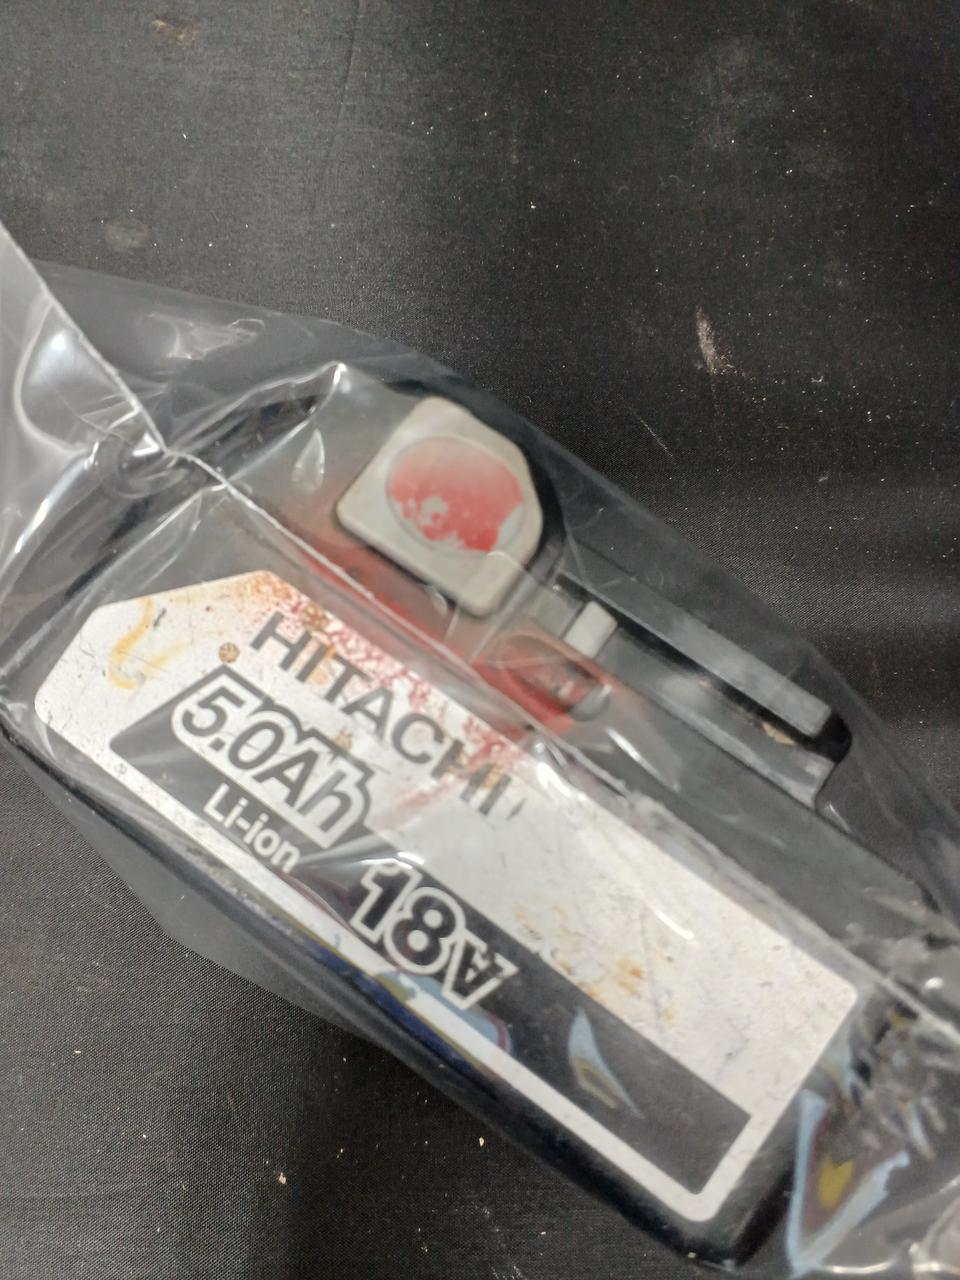 HITACHI
5.0Ah
Li-ion
18V